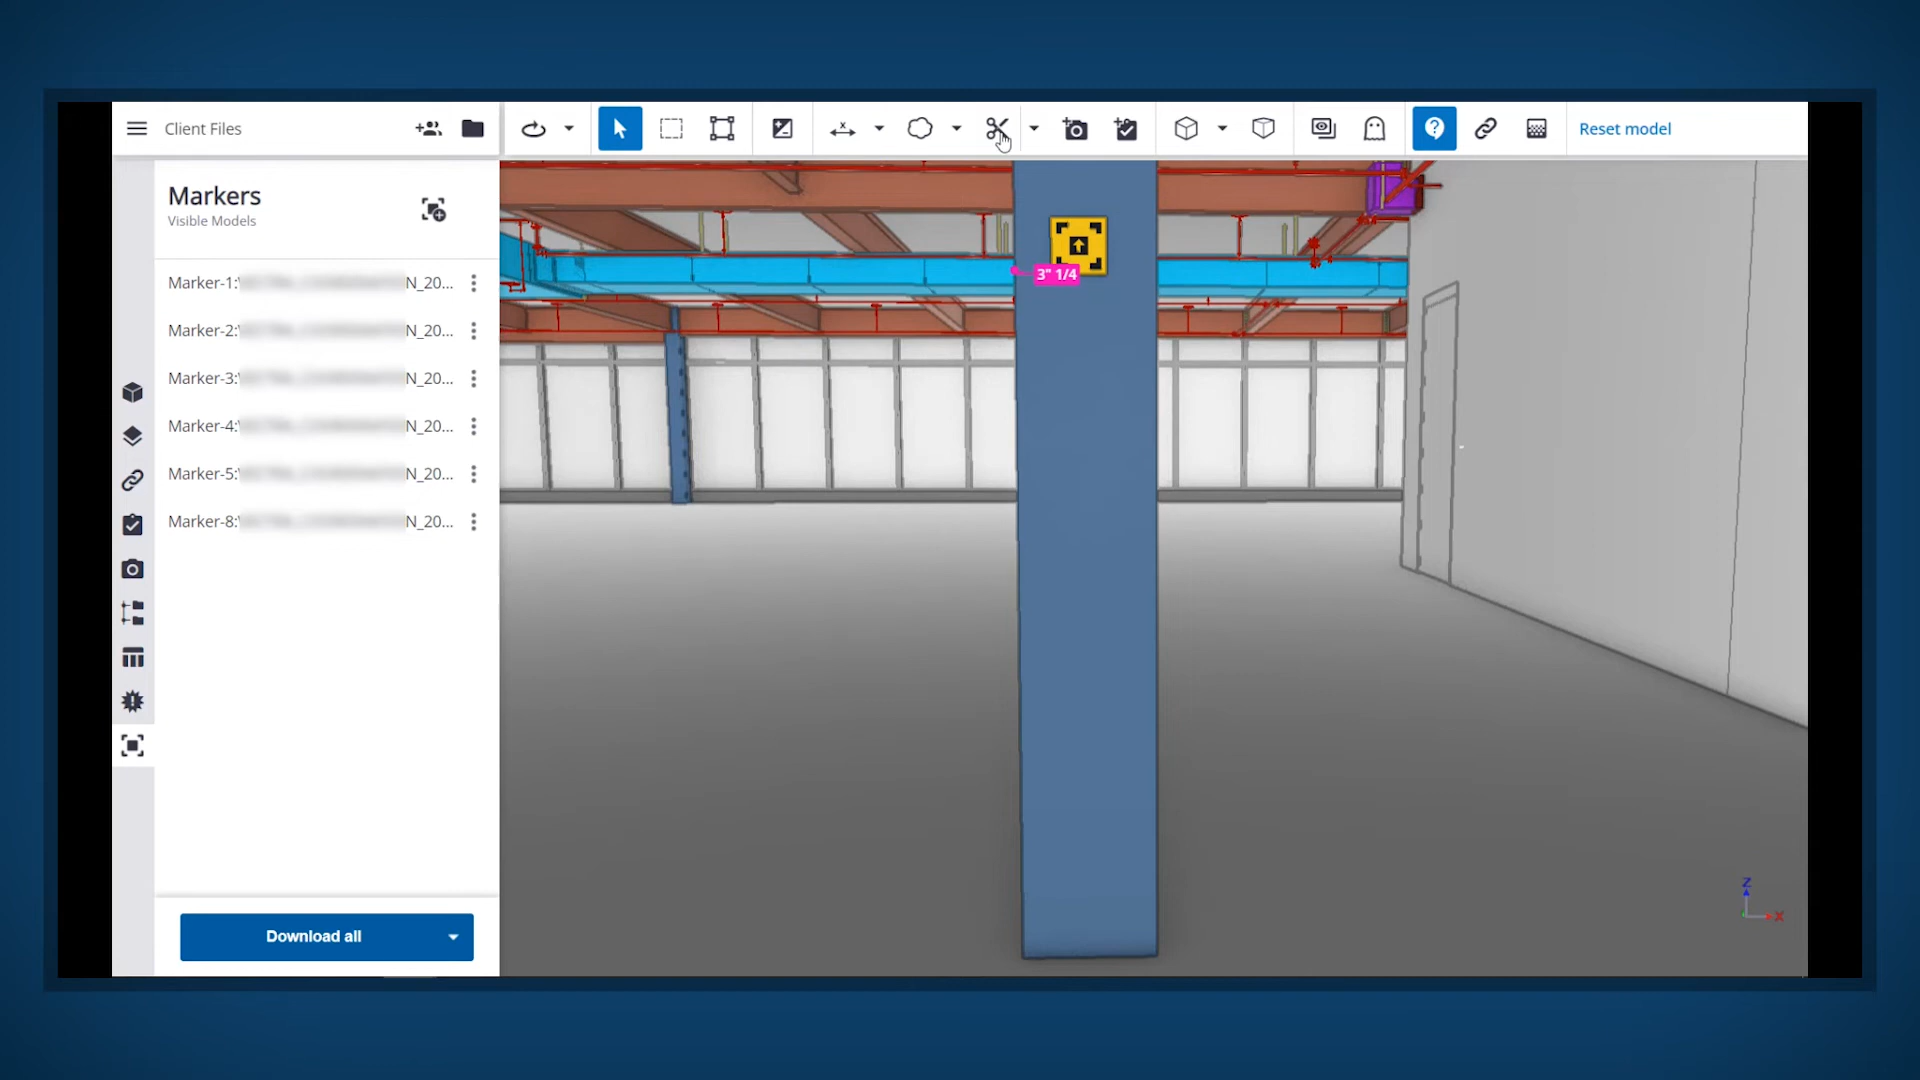 Client Files
Reset model
Markers
Visible Models
Marker-1: N_20...
Marker-2: N_20...
Marker-3: N_20...
Marker-4: N_20...
Marker-5: N_20...
Marker-8: N_20...
3" 1/4
Download all
Z
X